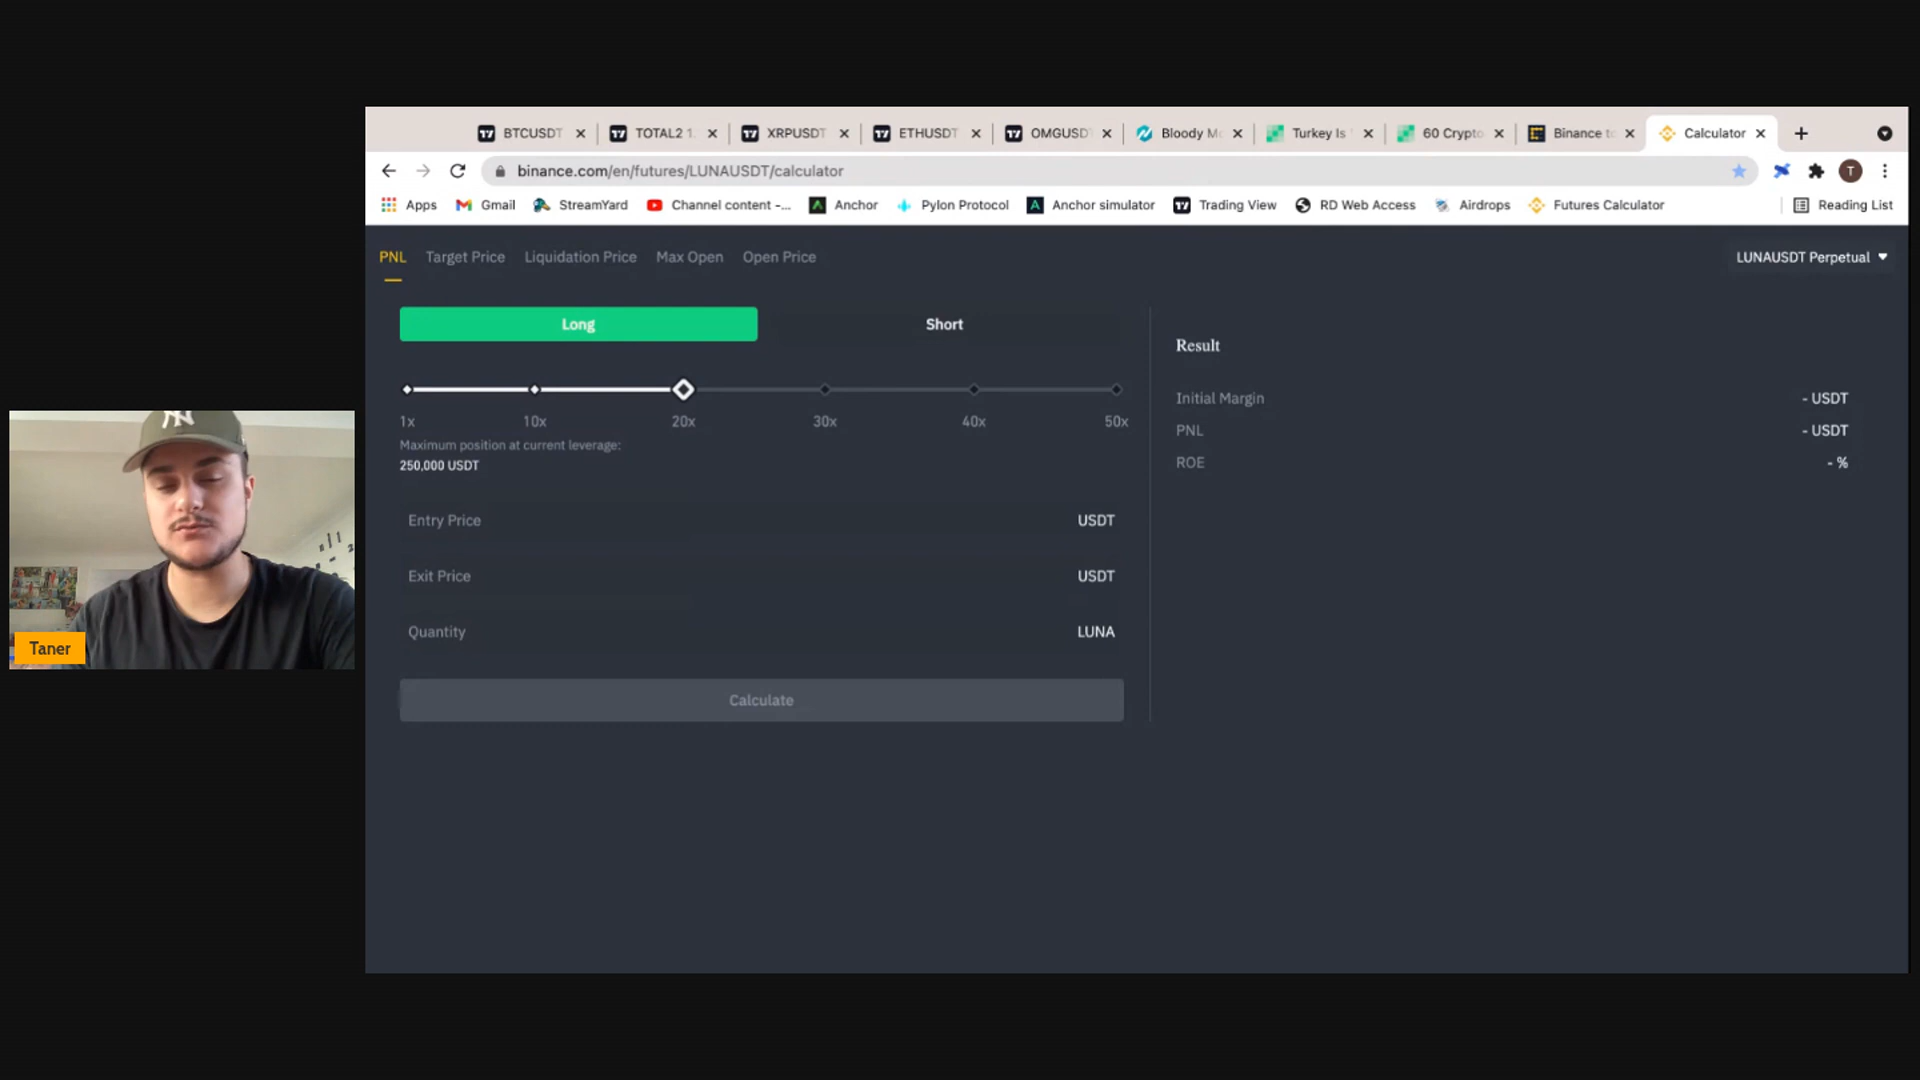 BTCUSDT
TOTAL2 1.
XRPUSDT
ETHUSDT
OMGUSD
Bloody Mo
Turkey Is
60 Crypto
Binance to
Calculator
binance.com/en/futures/LUNAUSDT/calculator
T
Apps
Gmail
StreamYard
Channel content -...
Anchor
Pylon Protocol
Anchor simulator
Trading View
RD Web Access
Airdrops
Futures Calculator
Reading List
PNL
Target Price
Liquidation Price
Max Open
Open Price
LUNAUSDT Perpetual
Long
Short
1x
10x
20x
30x
40x
50x
Maximum position at current leverage:
250,000 USDT
Entry Price
USDT
Exit Price
USDT
Quantity
LUNA
Calculate
Result
Initial Margin
- USDT
PNL
- USDT
ROE
- %
NY
Taner